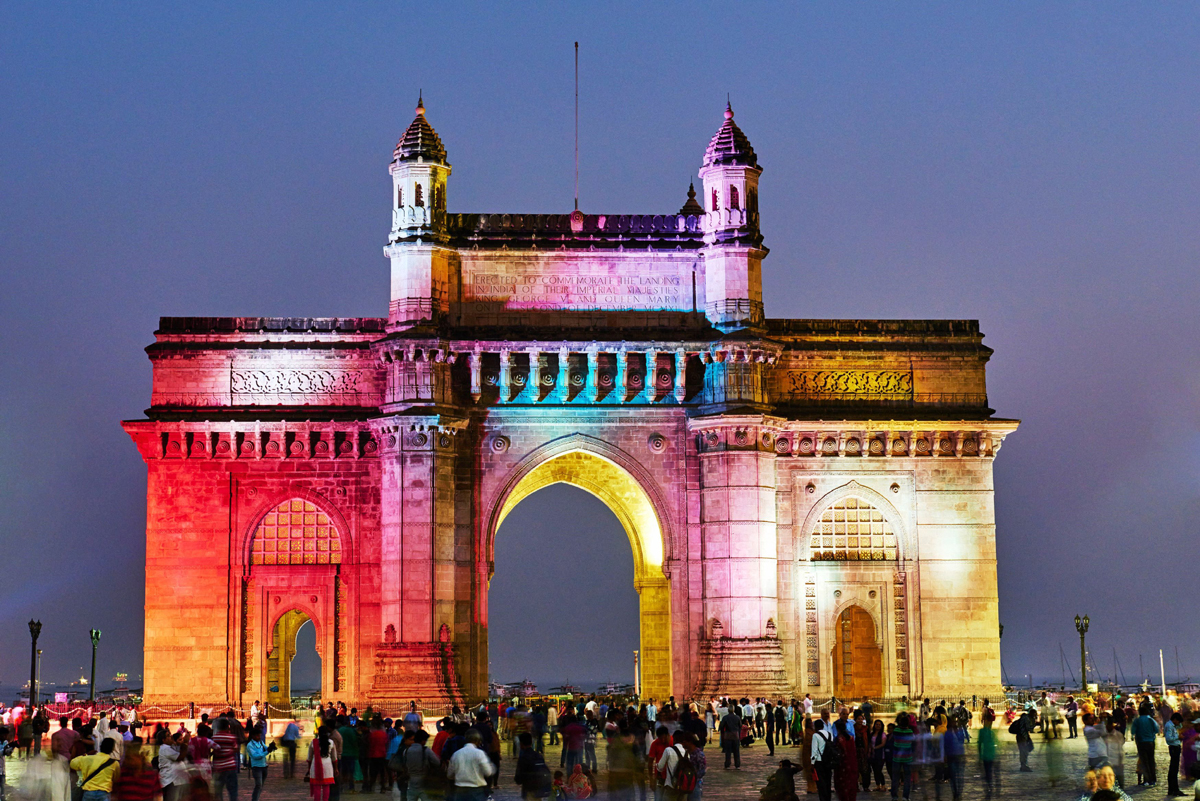 ERECTED TO COMMEMORATE THE LANDING
IN INDIA OF THEIR IMPERIAL MAJESTIES
KING GEORGE V AND QUEEN MARY